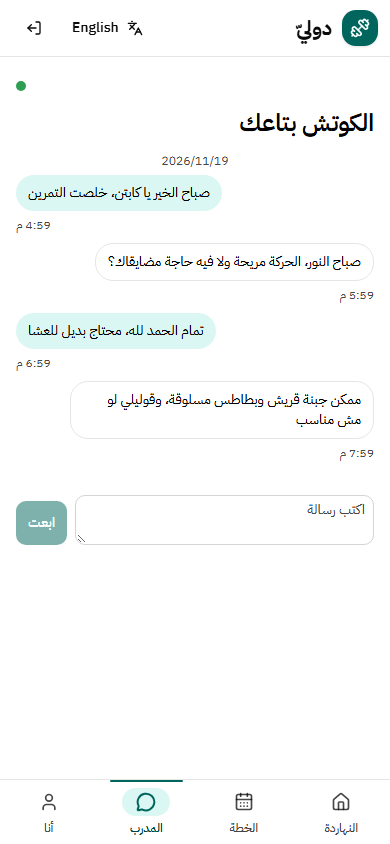 دوليّ
English
الكوتش بتاعك
2026/11/19
صباح الخير يا كابتن، خلصت التمرين
4:59 م
صباح النور، الحركة مريحة ولا فيه حاجة مضايقاك؟
5:59 م
تمام الحمد لله، محتاج بديل للعشا
6:59 م
ممكن جبنة قريش وبطاطس مسلوقة، وقوليلي لو
مش مناسب
7:59 م
اكتب رسالة
ابعت
النهاردة
الخطة
المدرب
أنا